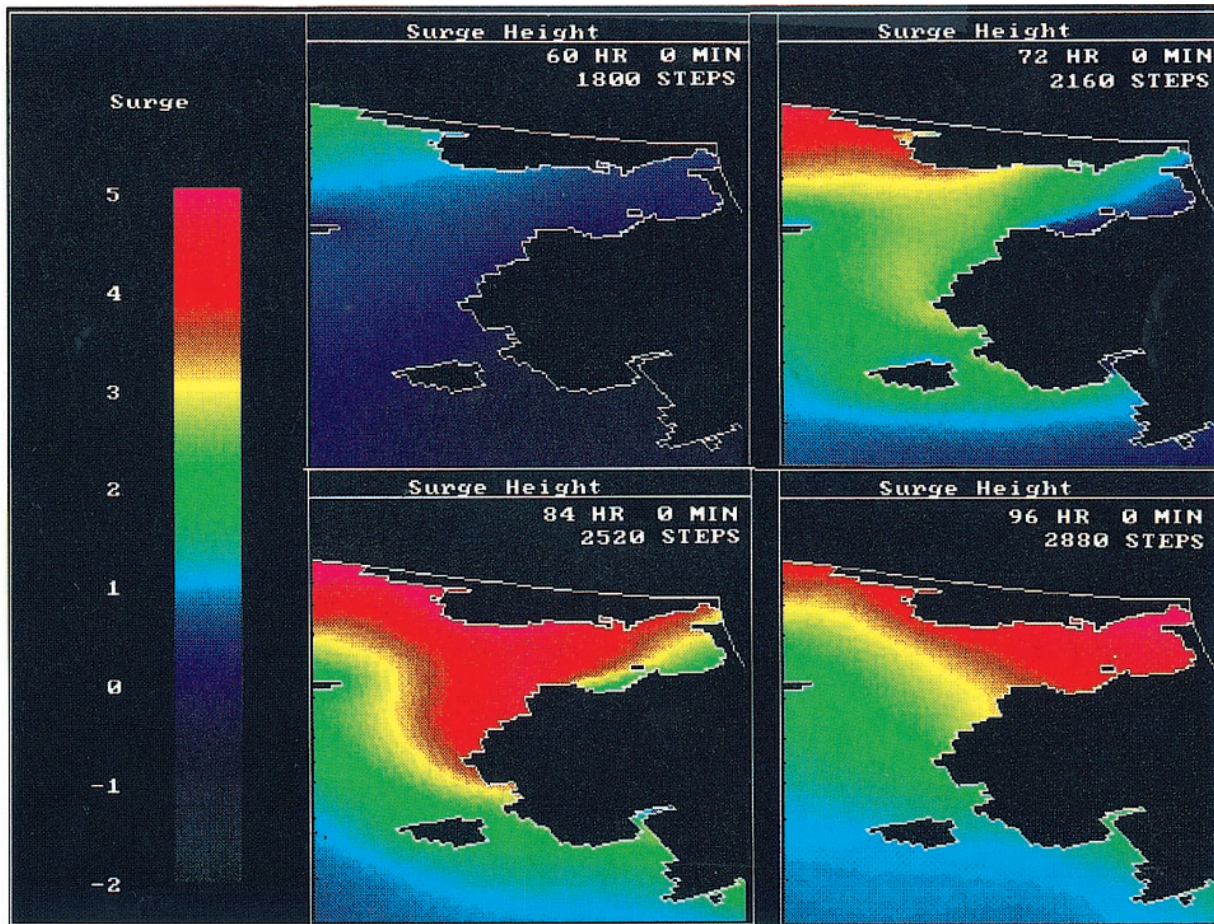 Surge
5
4
3
2
1
0
-1
-2
Surge Height
60 HR 0 MIN
1800 STEPS
Surge Height
72 HR 0 MIN
2160 STEPS
Surge Height
84 HR 0 MIN
2520 STEPS
Surge Height
96 HR 0 MIN
2880 STEPS